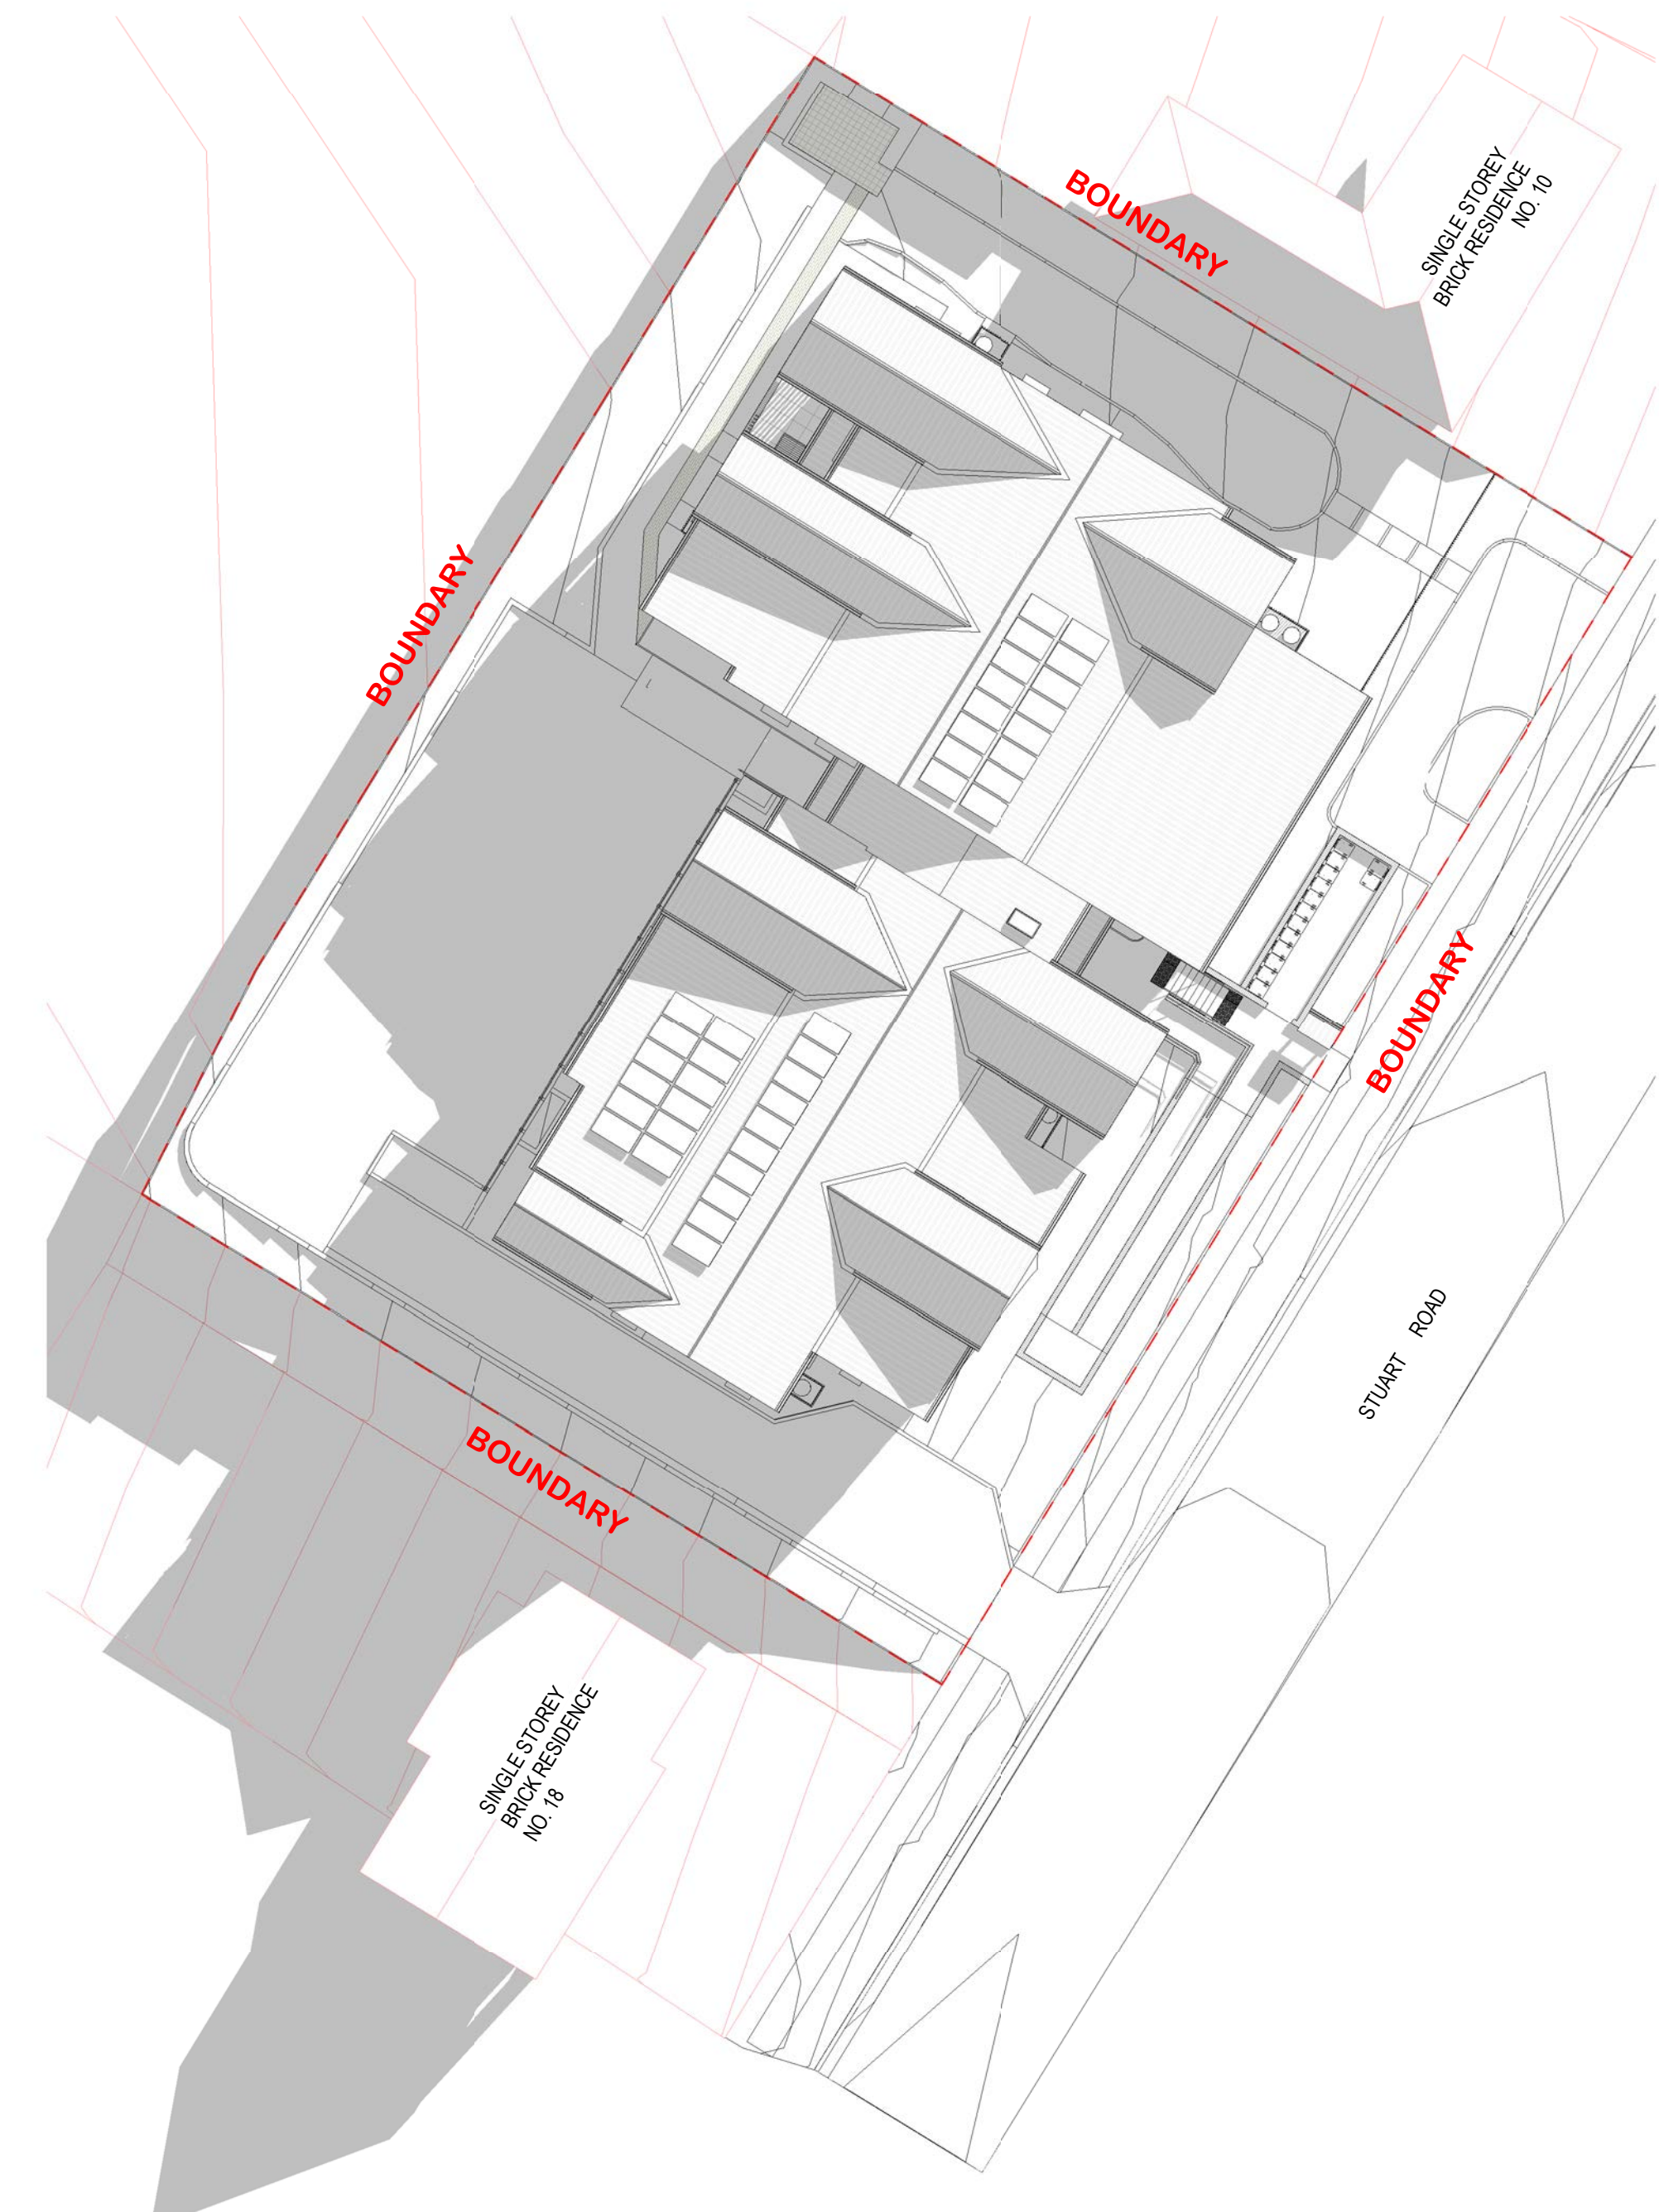 BOUNDARY
SINGLE STOREY
BRICK RESIDENCE
NO. 10
BOUNDARY
BOUNDARY
STUART ROAD
BOUNDARY
SINGLE STOREY
BRICK RESIDENCE
NO. 18